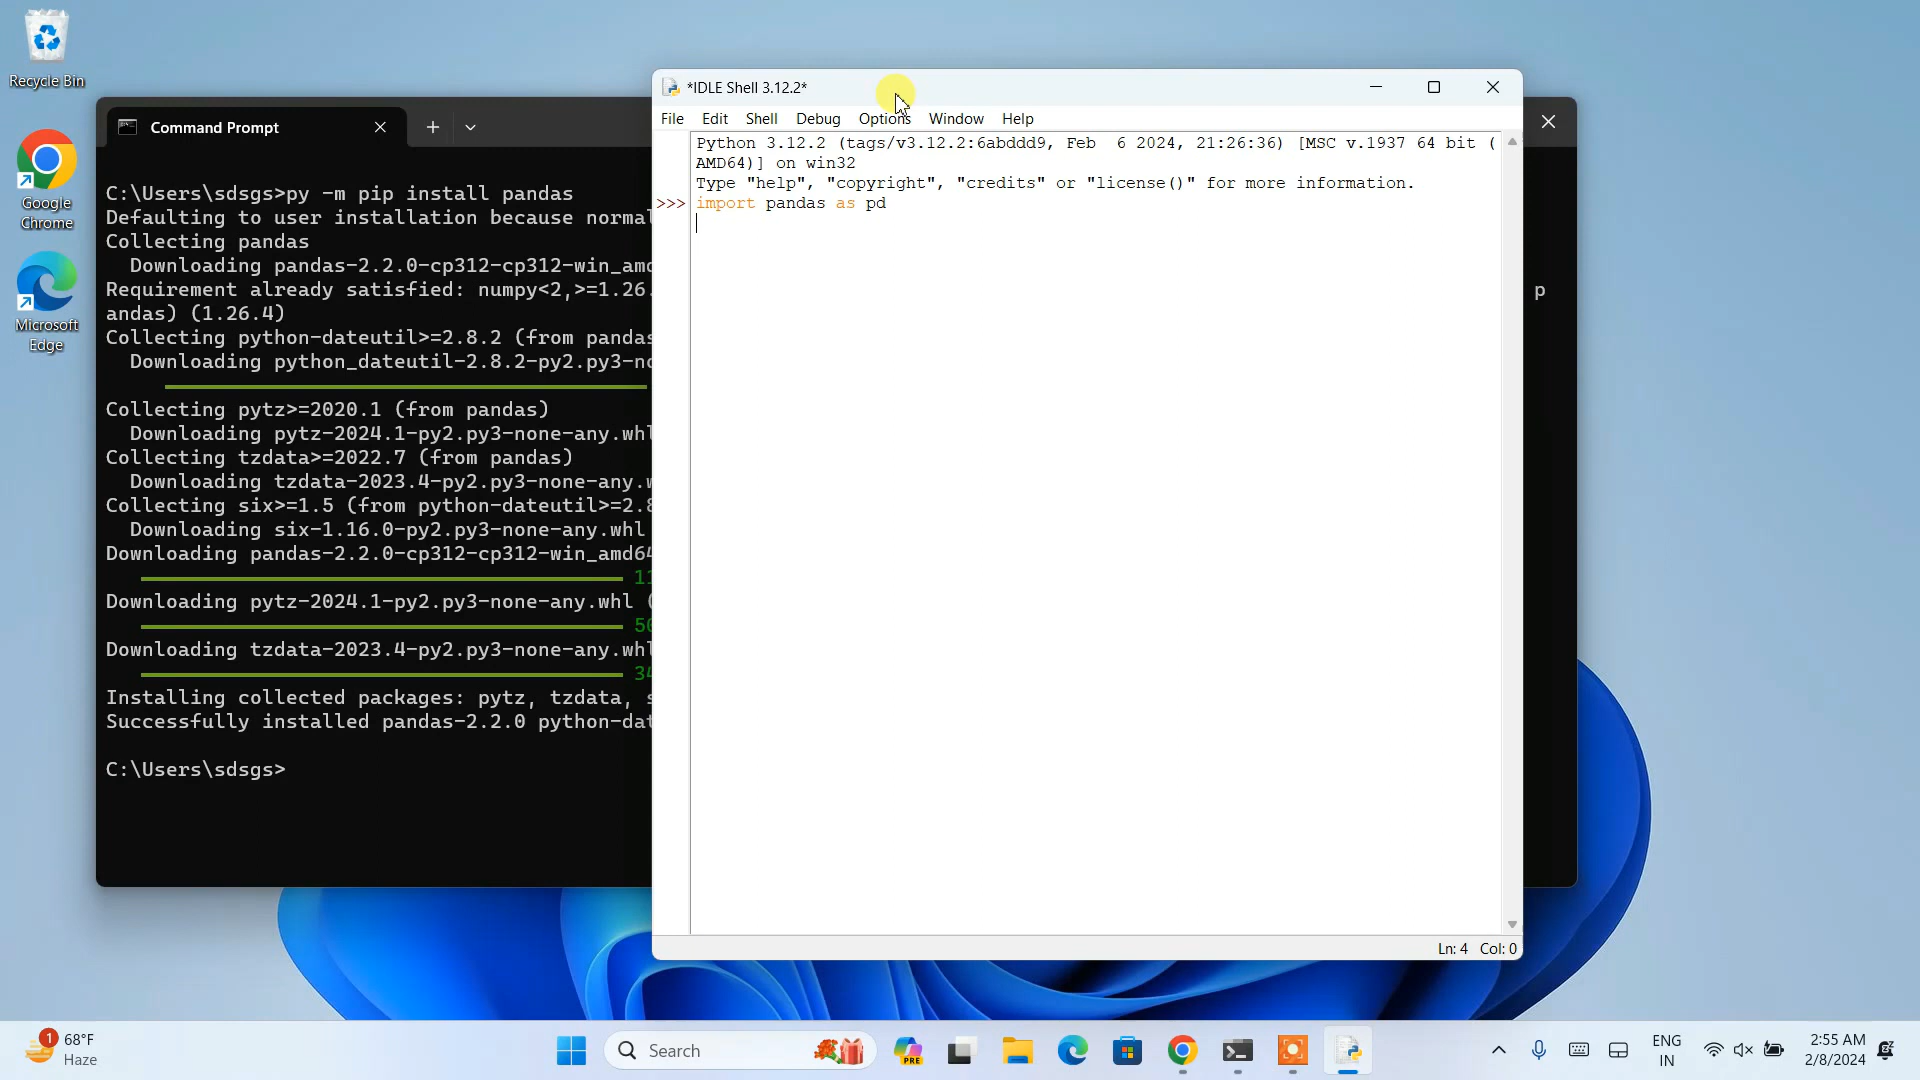 Recycle Bin
Google
Chrome
Microsoft
Edge
Command Prompt
C:\Users\sdsgs>py -m pip install pandas
Defaulting to user installation because normal
Collecting pandas
Downloading pandas-2.2.0-cp312-cp312-win_amd
Requirement already satisfied: numpy<2,>=1.26.
p
andas) (1.26.4)
Collecting python-dateutil>=2.8.2 (from pandas
Downloading python_dateutil-2.8.2-py2.py3-no
Collecting pytz>=2020.1 (from pandas)
Downloading pytz-2024.1-py2.py3-none-any.whl
Collecting tzdata>=2022.7 (from pandas)
Downloading tzdata-2023.4-py2.py3-none-any.w
Collecting six>=1.5 (from python-dateutil>=2.8
Downloading six-1.16.0-py2.py3-none-any.whl
Downloading pandas-2.2.0-cp312-cp312-win_amd64
11
Downloading pytz-2024.1-py2.py3-none-any.whl (
50
Downloading tzdata-2023.4-py2.py3-none-any.whl
34
Installing collected packages: pytz, tzdata, s
Successfully installed pandas-2.2.0 python-dat
C:\Users\sdsgs>
*IDLE Shell 3.12.2*
File Edit Shell Debug Options Window Help
Python 3.12.2 (tags/v3.12.2:6abddd9, Feb  6 2024, 21:26:36) [MSC v.1937 64 bit (
AMD64)] on win32
Type "help", "copyright", "credits" or "license()" for more information.
>>> import pandas as pd
Ln: 4 Col: 0
1
68°F
Haze
Search
PRE
ENG
IN
2:55 AM
2/8/2024